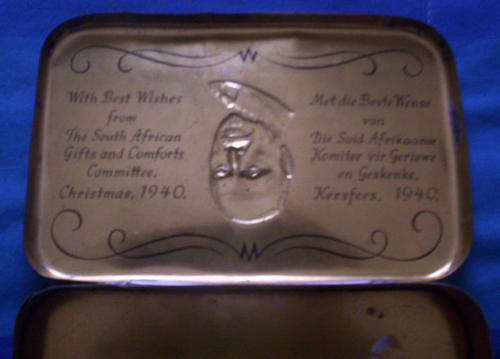 With Best Wishes
from
The South African
Gifts and Comforts
Committee,
Christmas, 1940.
Met die Beste Wense
van
Die Suid Afrikaanse
Komitee vir Geriewe
en Geskenke,
Kersfees, 1940.